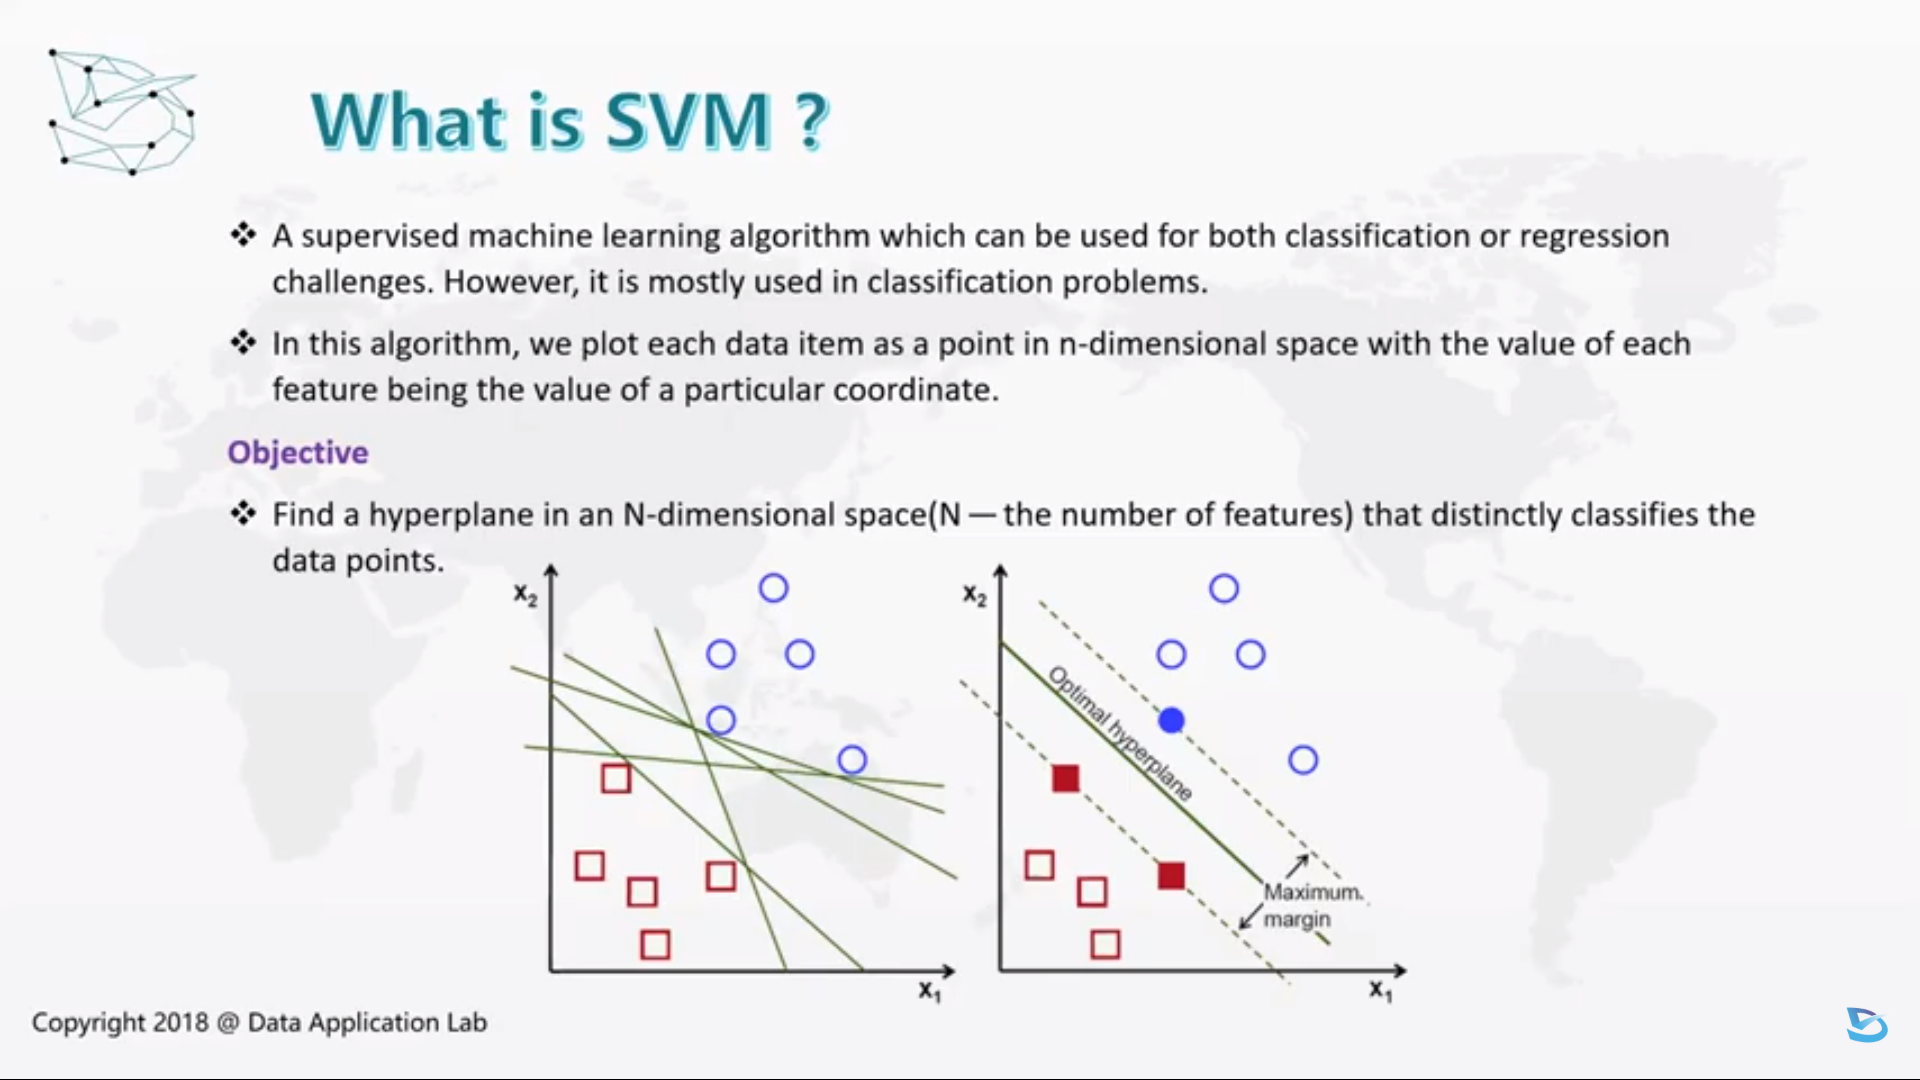 What is SVM ?
❖ A supervised machine learning algorithm which can be used for both classification or regression
challenges. However, it is mostly used in classification problems.
❖ In this algorithm, we plot each data item as a point in n-dimensional space with the value of each
feature being the value of a particular coordinate.
Objective
❖ Find a hyperplane in an N-dimensional space(N — the number of features) that distinctly classifies the
data points.
x₂
x₁
x₂
Optimal hyperplane
Maximum
margin
x₁
Copyright 2018 @ Data Application Lab